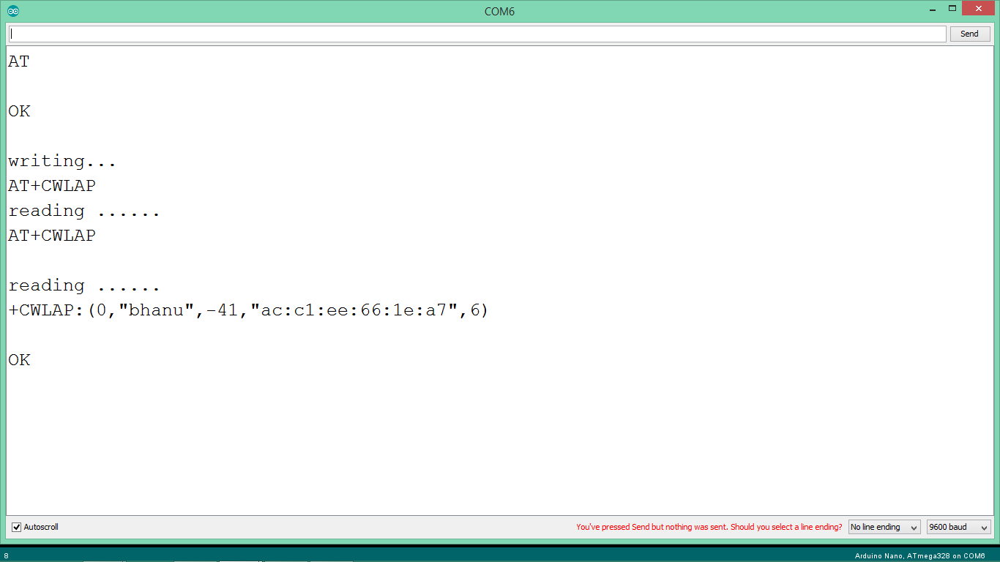 COM6
Send
AT
OK
writing...
AT+CWLAP
reading ......
AT+CWLAP
reading ......
+CWLAP:(0,"bhanu",-41,"ac:c1:ee:66:1e:a7",6)
OK
Autoscroll
You've pressed Send but nothing was sent. Should you select a line ending?
No line ending
9600 baud
8
Arduino Nano, ATmega328 on COM6